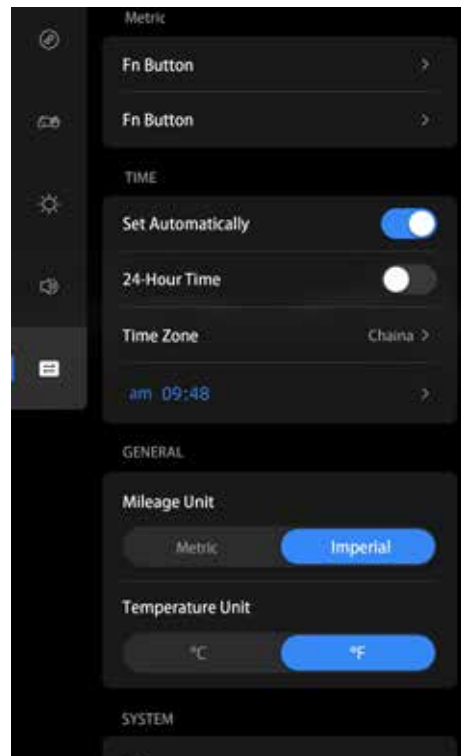 Metric
Fn Button
Fn Button
TIME
Set Automatically
24-Hour Time
Time Zone Chaina
am 09:48
GENERAL
Mileage Unit
Metric Imperial
Temperature Unit
°C °F
SYSTEM